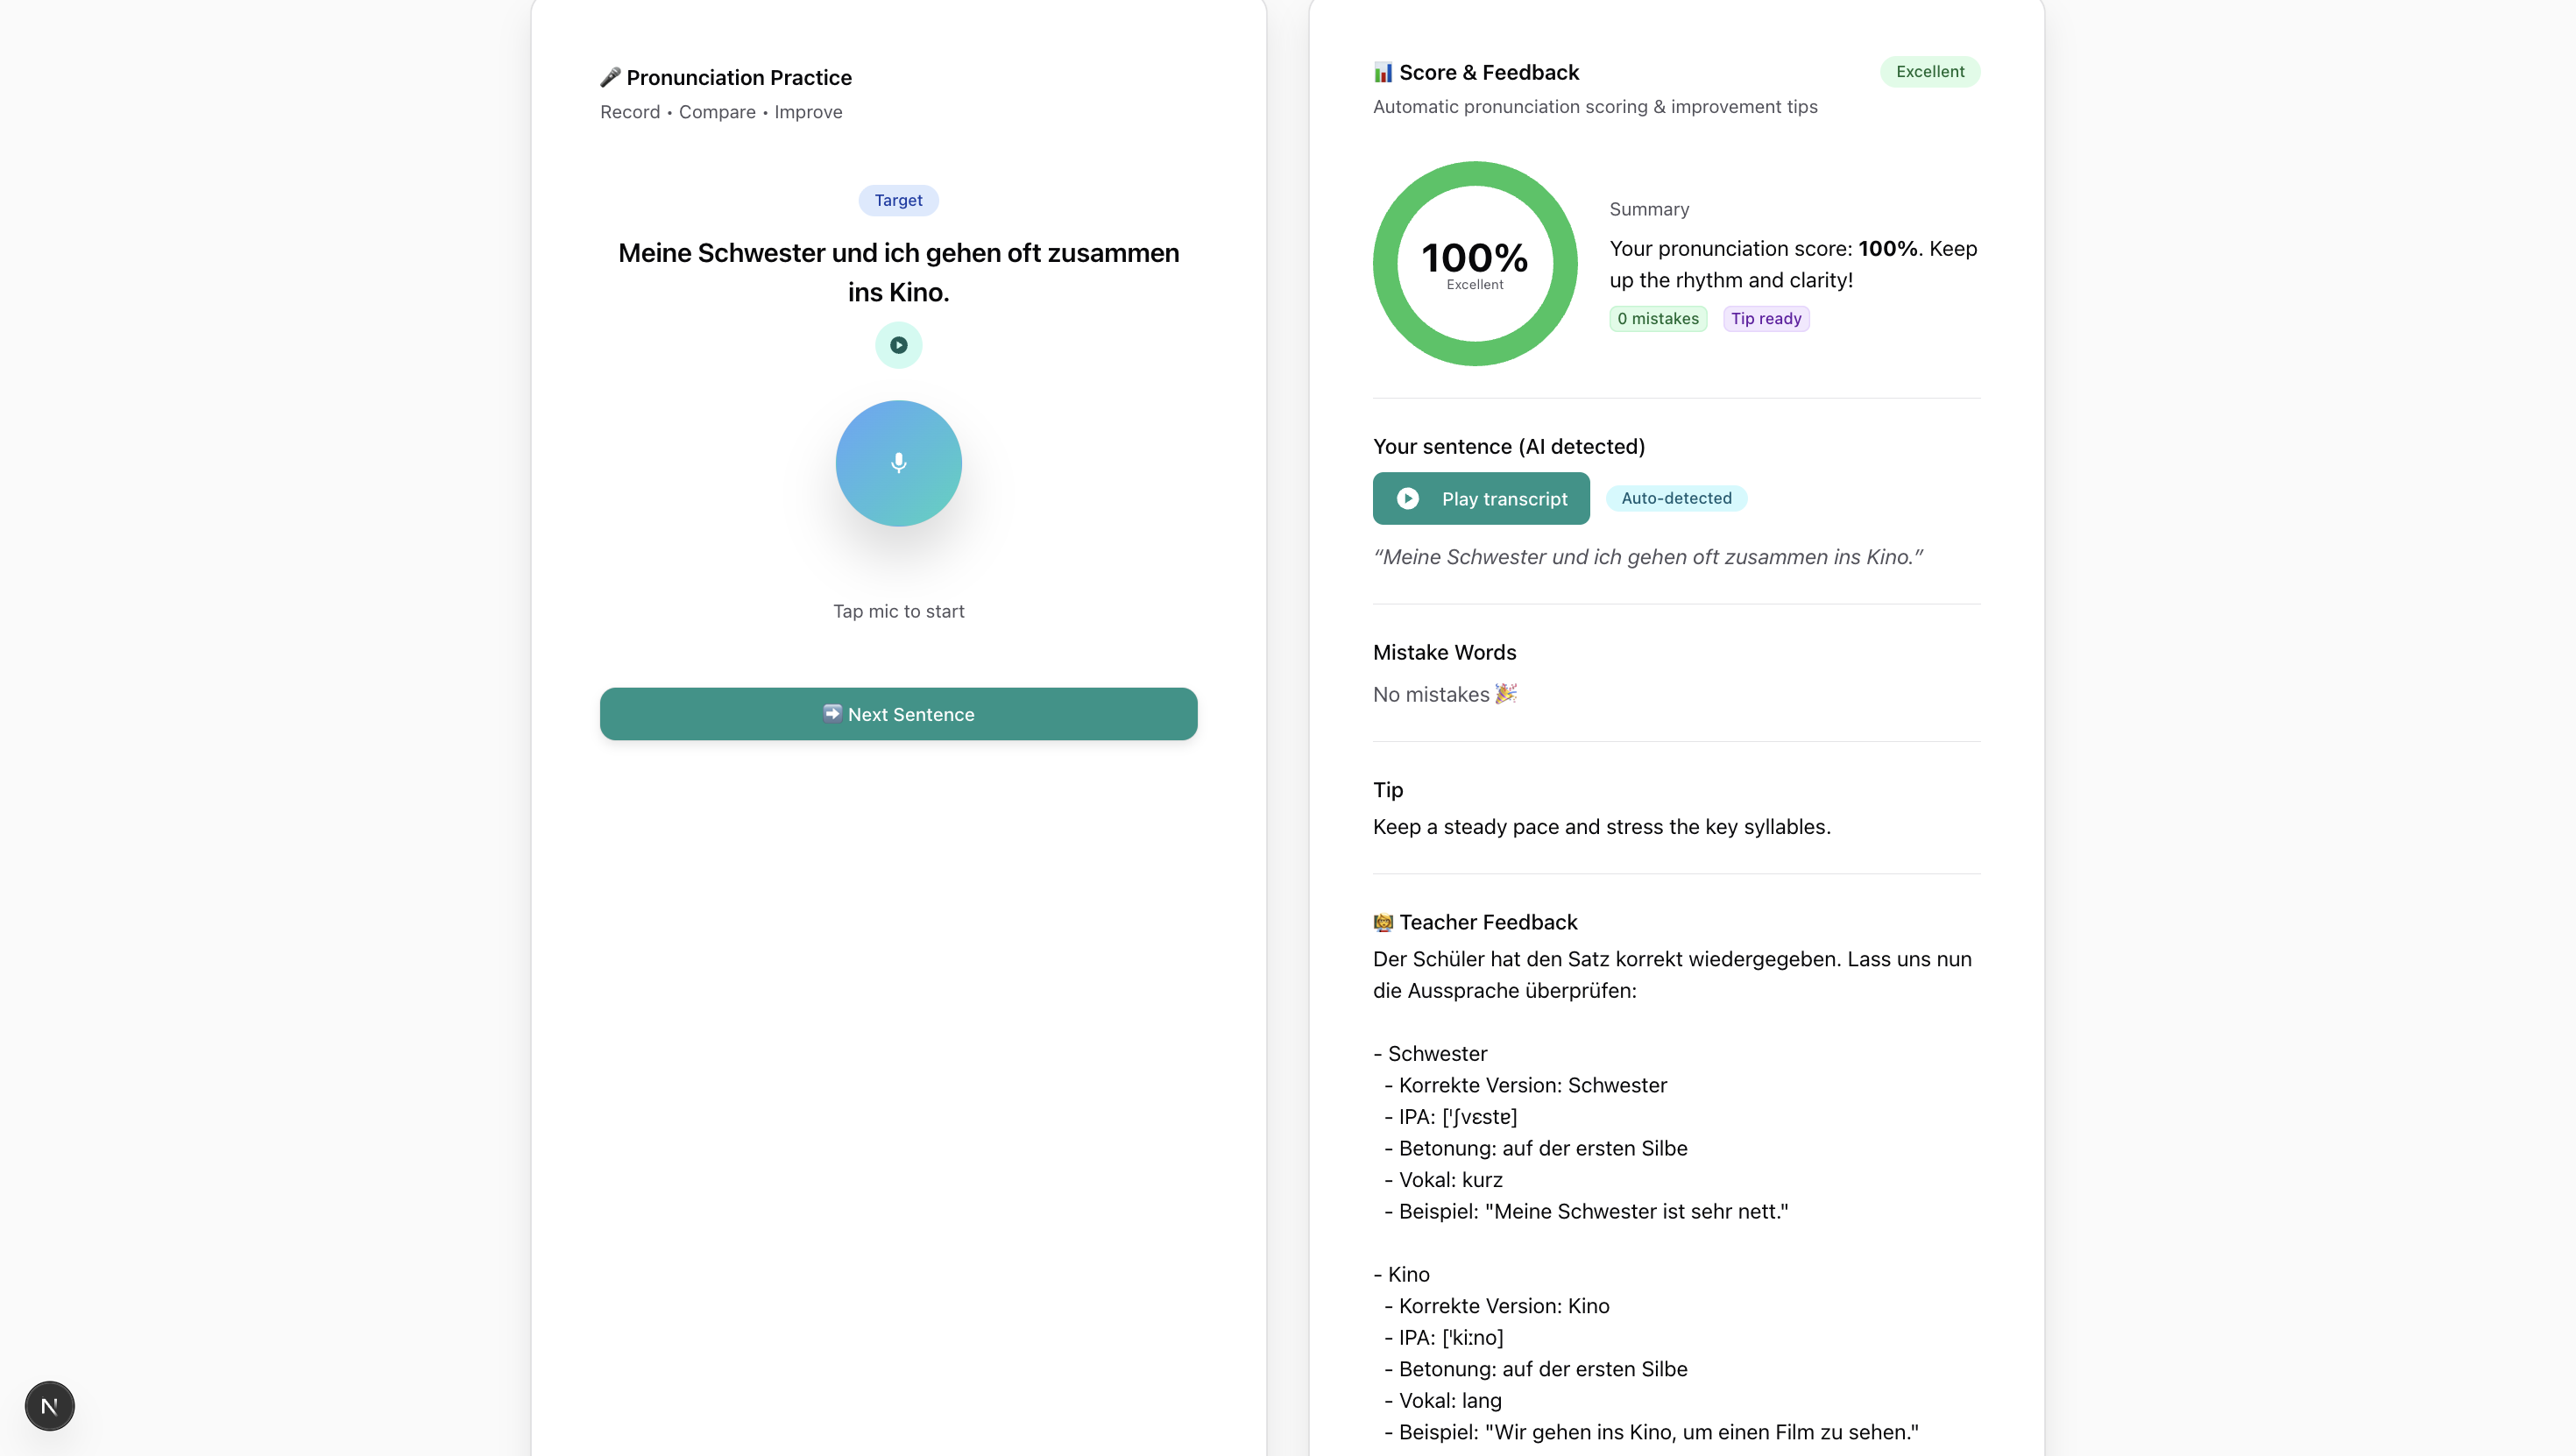 🎤 Pronunciation Practice
Record • Compare • Improve
Target
Meine Schwester und ich gehen oft zusammen
ins Kino.
Tap mic to start
➡️ Next Sentence
📊 Score & Feedback
Excellent
Automatic pronunciation scoring & improvement tips
100%
Excellent
Summary
Your pronunciation score: 100%. Keep
up the rhythm and clarity!
0 mistakes
Tip ready
Your sentence (AI detected)
Play transcript
Auto-detected
“Meine Schwester und ich gehen oft zusammen ins Kino.”
Mistake Words
No mistakes 🎉
Tip
Keep a steady pace and stress the key syllables.
👩‍🏫 Teacher Feedback
Der Schüler hat den Satz korrekt wiedergegeben. Lass uns nun
die Aussprache überprüfen:
- Schwester
- Korrekte Version: Schwester
- IPA: [ˈʃvɛstɐ]
- Betonung: auf der ersten Silbe
- Vokal: kurz
- Beispiel: "Meine Schwester ist sehr nett."
- Kino
- Korrekte Version: Kino
- IPA: [ˈkiːno]
- Betonung: auf der ersten Silbe
- Vokal: lang
- Beispiel: "Wir gehen ins Kino, um einen Film zu sehen."
N